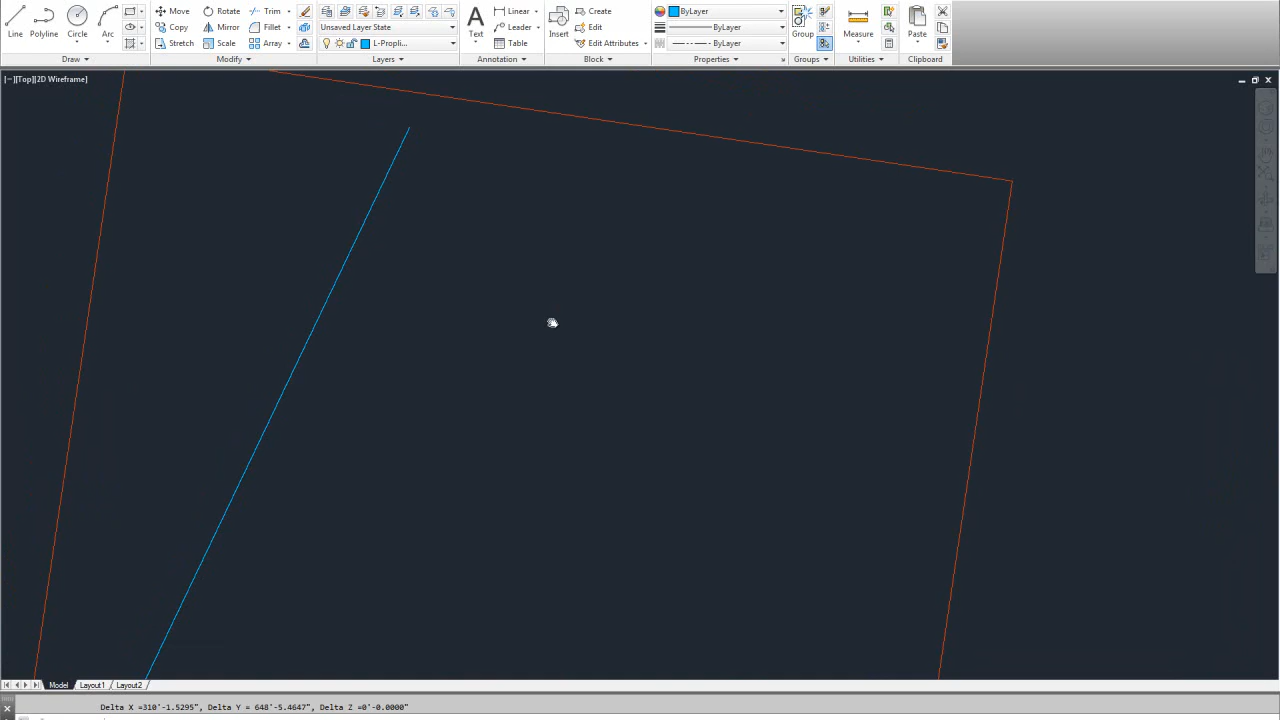 Move Rotate Trim Unsaved Layer State Linear Create ByLayer
Line Polyline Circle Arc Copy Mirror Fillet Text Leader Insert Edit ByLayer Group Measure Paste
Stretch Scale Array L-Propli... Table Edit Attributes ByLayer
Draw Modify Layers Annotation Block Properties Groups Utilities Clipboard
[−][Top][2D Wireframe]
Model Layout1 Layout2
Delta X =310'-1.5295", Delta Y = 648'-5.4647", Delta Z =0'-0.0000"